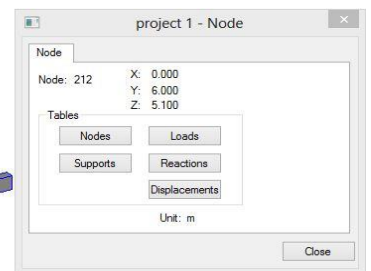 project 1 - Node
Node
Node: 212
X: 0.000
Y: 6.000
Z: 5.100
Tables
Nodes Loads
Supports Reactions
Displacements
Unit: m
Close